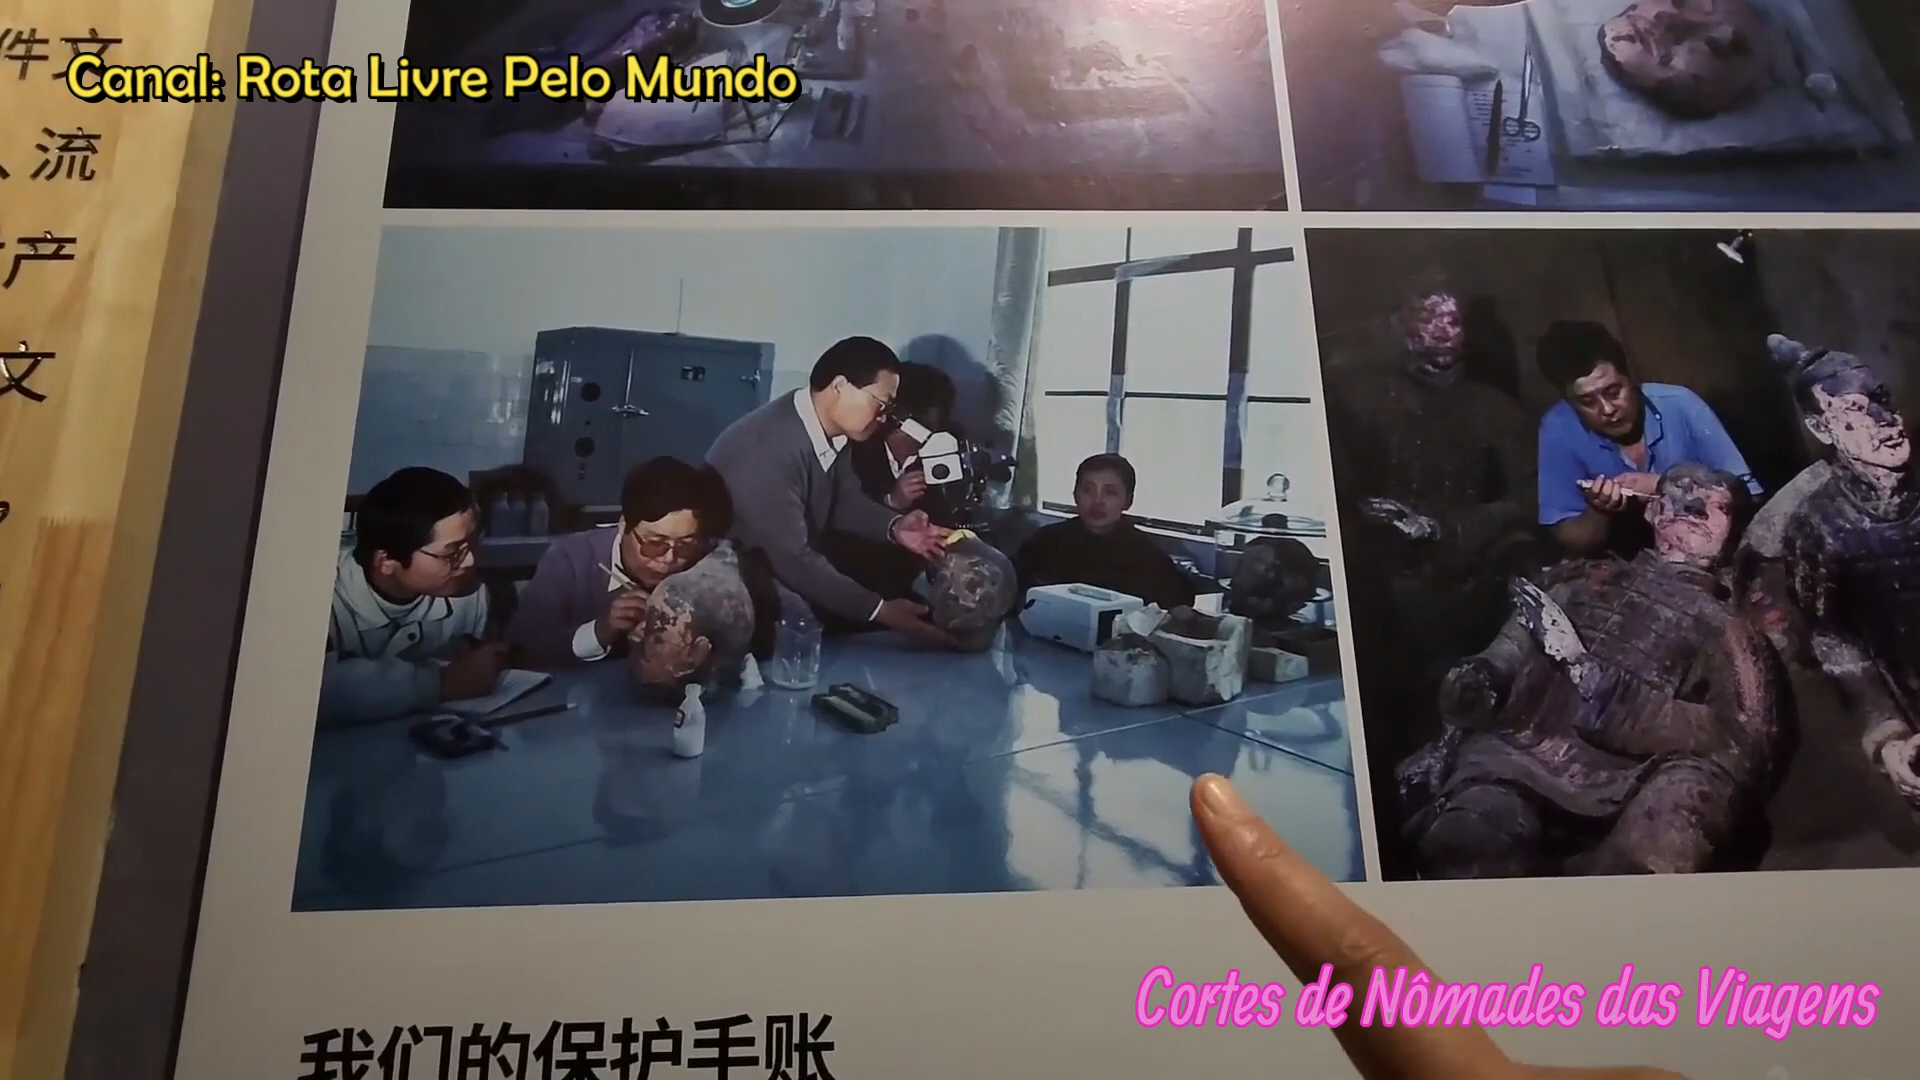 Canal: Rota Livre Pelo Mundo
件文
流
产
文
我们的保护手账
Cortes de Nômades das Viagens